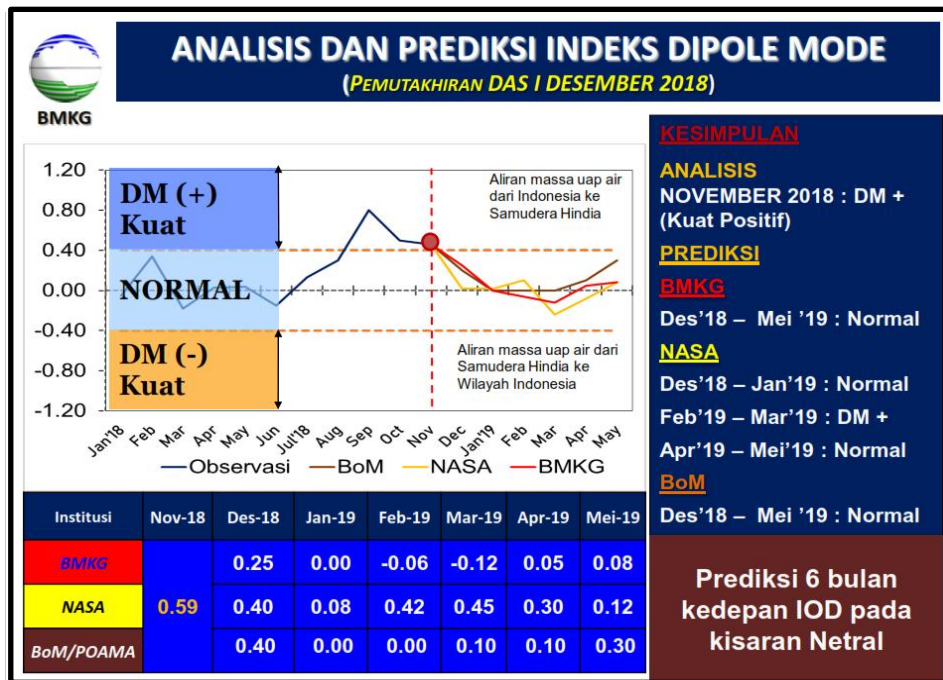 ANALISIS DAN PREDIKSI INDEKS DIPOLE MODE
(PEMUTAKHIRAN DAS I DESEMBER 2018)
BMKG
1.20
0.80
0.40
0.00
-0.40
-0.80
-1.20
DM (+)
Kuat
NORMAL
DM (-)
Kuat
Aliran massa uap air
dari Indonesia ke
Samudera Hindia
Aliran massa uap air dari
Samudera Hindia ke
Wilayah Indonesia
Jan'18 Feb Mar Apr May Jun Jul'18 Aug Sep Oct Nov Dec Jan'19 Feb Mar Apr May
Observasi BoM NASA BMKG
Institusi Nov-18 Des-18 Jan-19 Feb-19 Mar-19 Apr-19 Mei-19
BMKG 0.25 0.00 -0.06 -0.12 0.05 0.08
NASA 0.59 0.40 0.08 0.42 0.45 0.30 0.12
BoM/POAMA 0.40 0.00 0.00 0.10 0.10 0.30
KESIMPULAN
ANALISIS
NOVEMBER 2018 : DM +
(Kuat Positif)
PREDIKSI
BMKG
Des'18 – Mei '19 : Normal
NASA
Des'18 – Jan'19 : Normal
Feb'19 – Mar'19 : DM +
Apr'19 – Mei'19 : Normal
BoM
Des'18 – Mei '19 : Normal
Prediksi 6 bulan
kedepan IOD pada
kisaran Netral